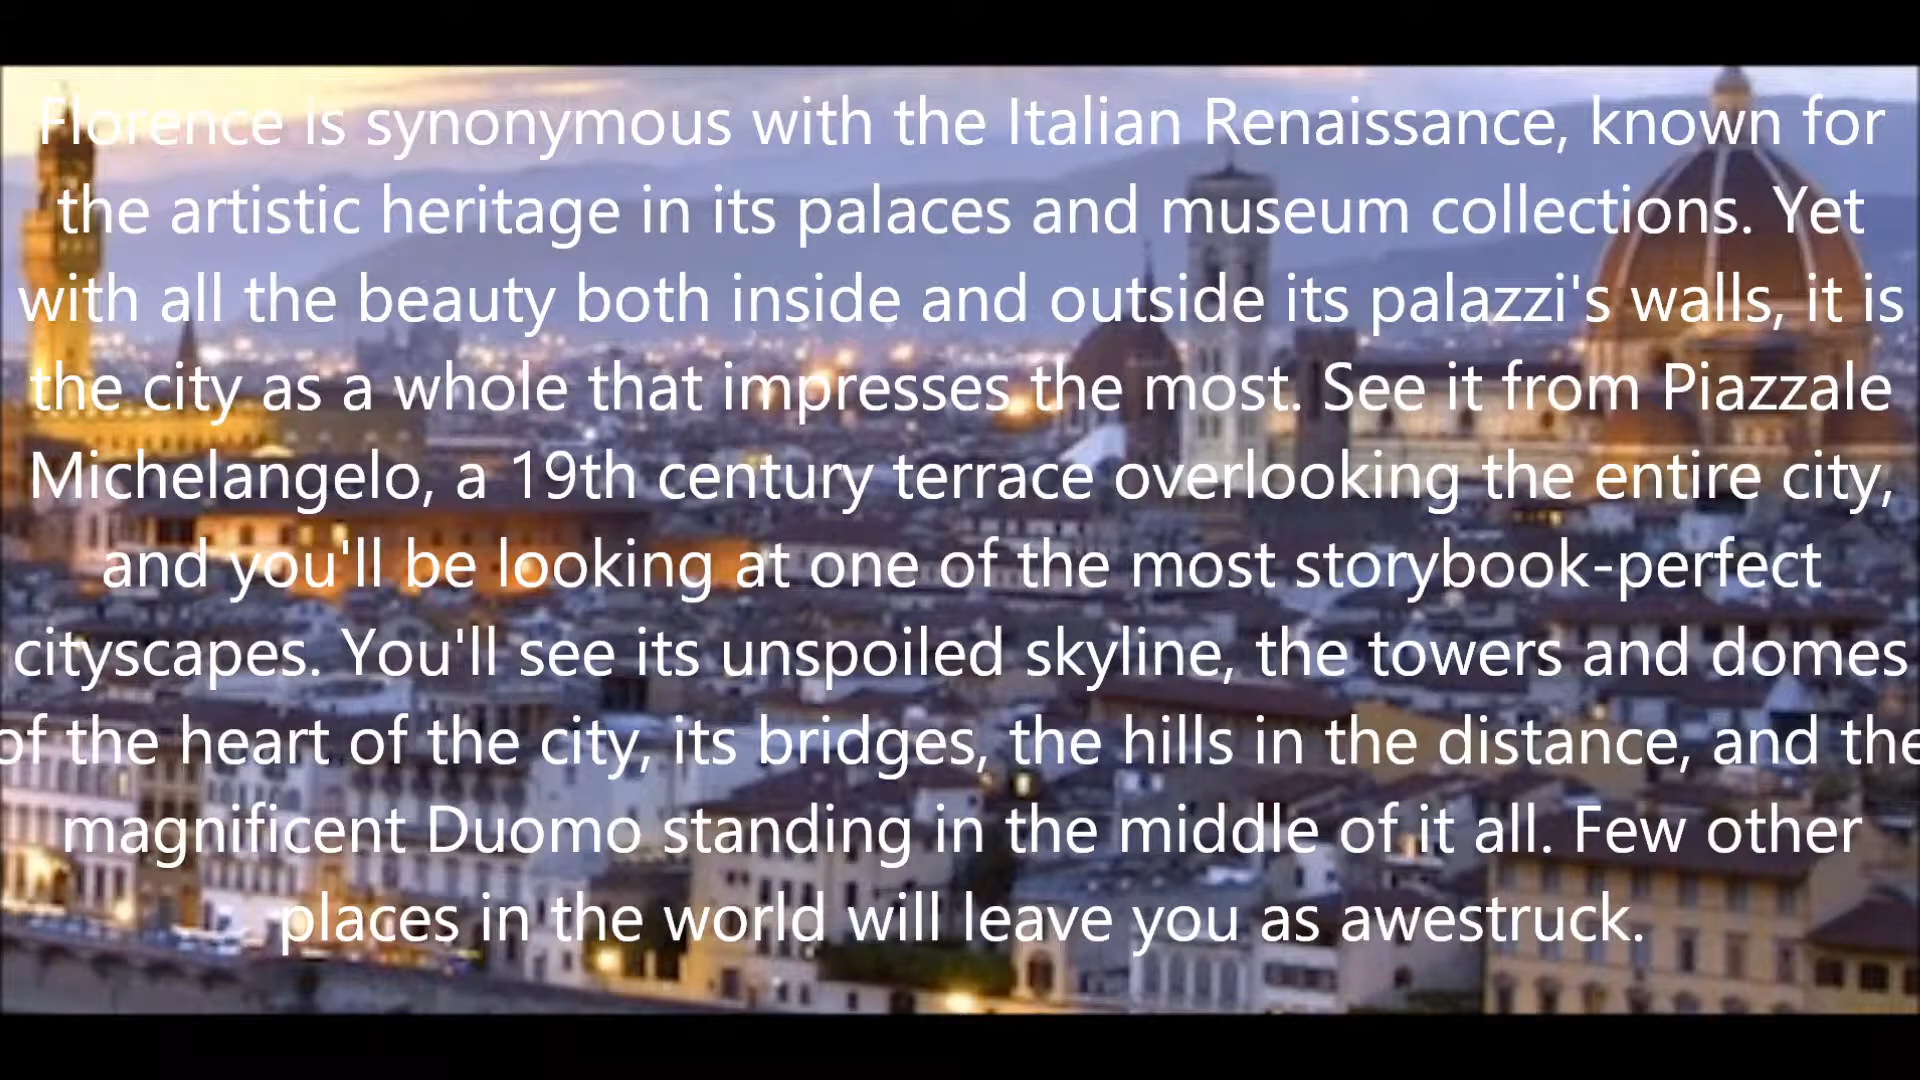 Florence is synonymous with the Italian Renaissance, known for
the artistic heritage in its palaces and museum collections. Yet
with all the beauty both inside and outside its palazzi's walls, it is
the city as a whole that impresses the most. See it from Piazzale
Michelangelo, a 19th century terrace overlooking the entire city,
and you'll be looking at one of the most storybook-perfect
cityscapes. You'll see its unspoiled skyline, the towers and domes
of the heart of the city, its bridges, the hills in the distance, and the
magnificent Duomo standing in the middle of it all. Few other
places in the world will leave you as awestruck.